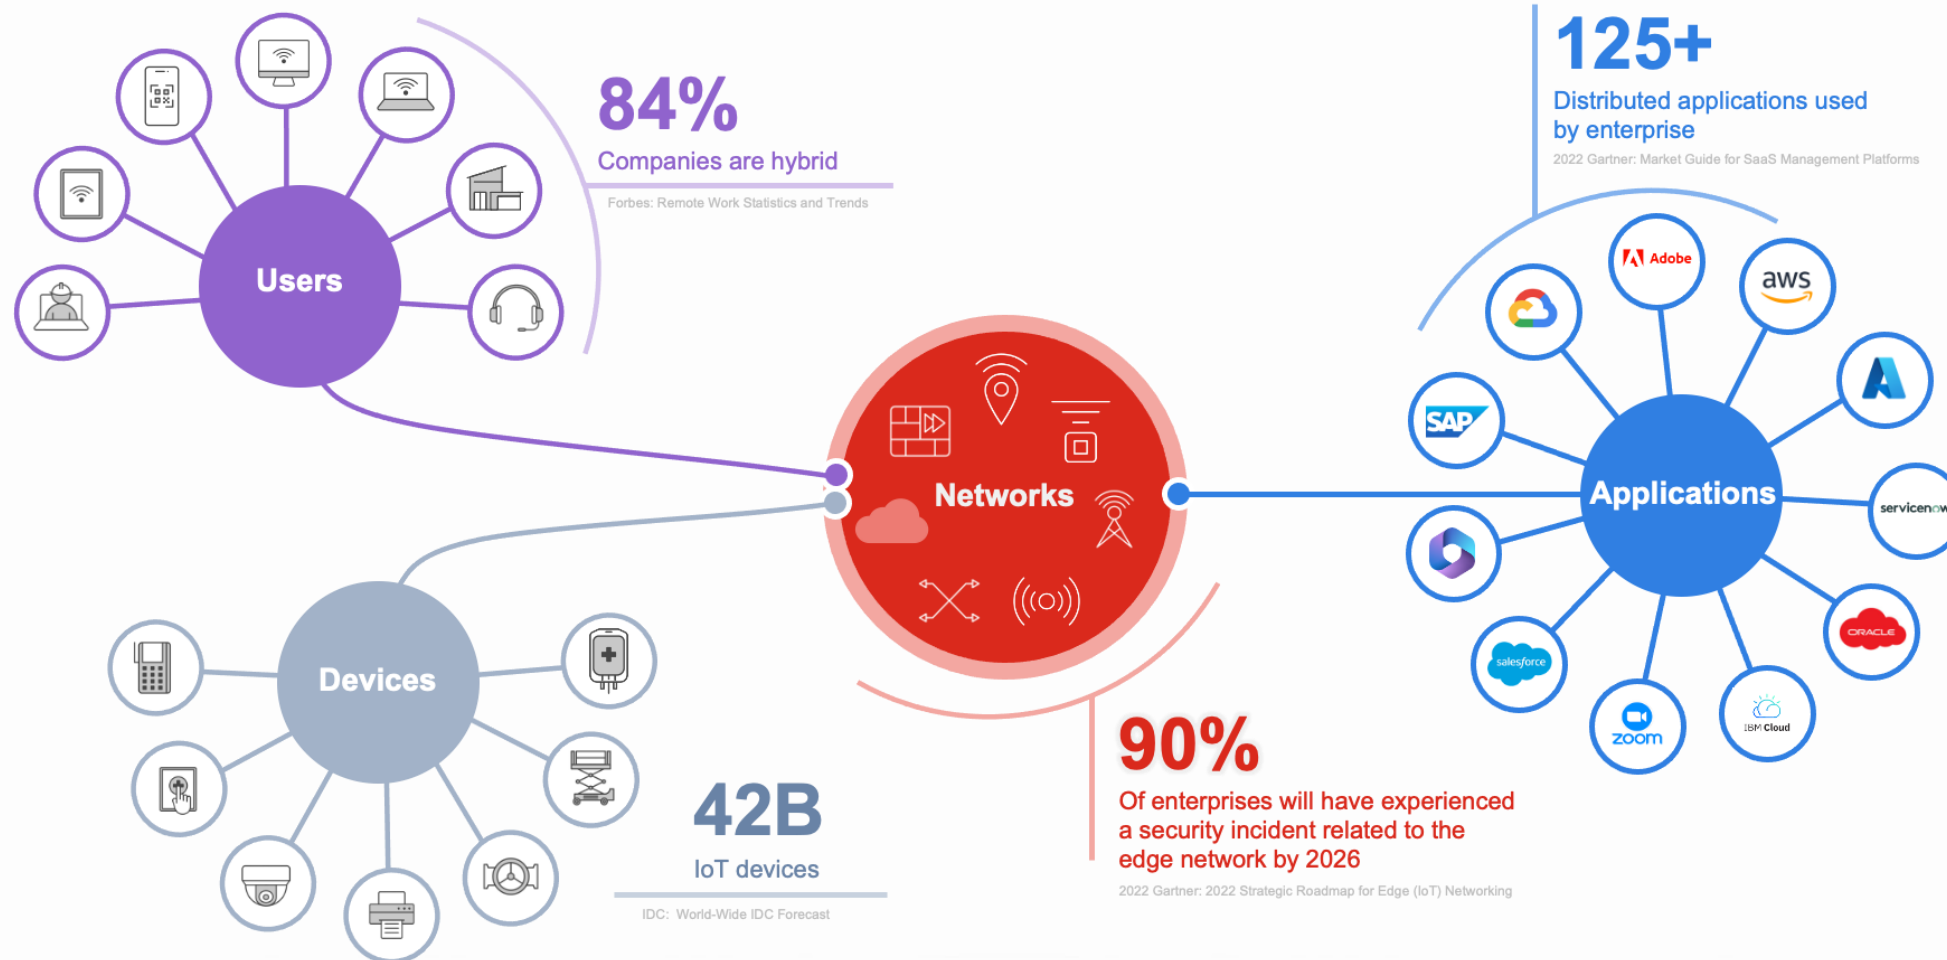 84%
Companies are hybrid
Forbes: Remote Work Statistics and Trends
Users
125+
Distributed applications used
by enterprise
2022 Gartner: Market Guide for SaaS Management Platforms
Adobe
aws
SAP
servicenow
ORACLE
IBM Cloud
zoom
salesforce
Applications
Networks
Devices
42B
IoT devices
IDC: World-Wide IDC Forecast
90%
Of enterprises will have experienced
a security incident related to the
edge network by 2026
2022 Gartner: 2022 Strategic Roadmap for Edge (IoT) Networking